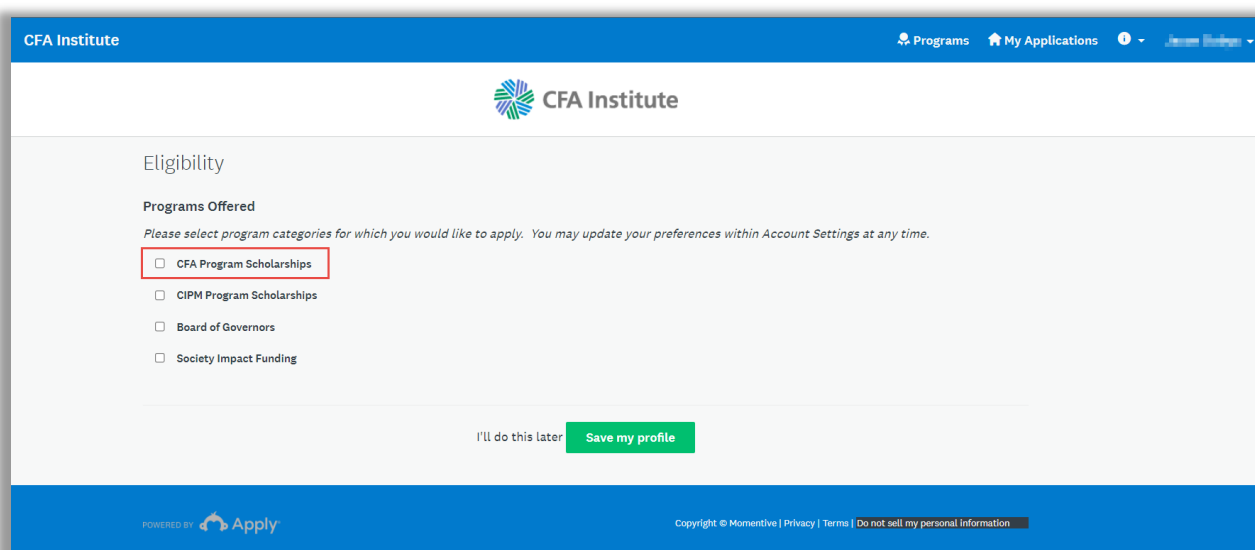 CFA Institute
Programs
My Applications
CFA Institute
Eligibility
Programs Offered
Please select program categories for which you would like to apply. You may update your preferences within Account Settings at any time.
CFA Program Scholarships
CIPM Program Scholarships
Board of Governors
Society Impact Funding
I'll do this later Save my profile
POWERED BY Apply
Copyright © Momentive | Privacy | Terms | Do not sell my personal information